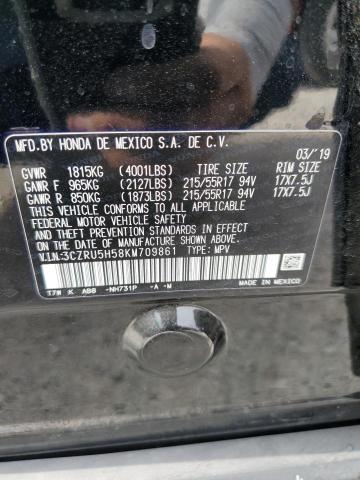 MFD.BY HONDA DE MEXICO S.A. DE C.V. 03/'19
GVWR 1815KG (4001LBS) TIRE SIZE RIM SIZE
GAWR F 965KG (2127LBS) 215/55R17 94V 17X7.5J
GAWR R 850KG (1873LBS) 215/55R17 94V 17X7.5J
THIS VEHICLE CONFORMS TO ALL APPLICABLE
FEDERAL MOTOR VEHICLE SAFETY AND
THEFT PREVENTION STANDARDS IN EFFECT ON
THE DATE OF MANUFACTURE SHOWN ABOVE.
V.I.N.:3CZRU5H58KM709861 TYPE: MPV
T7W K ABB -NH731P -A -M MADE IN MEXICO